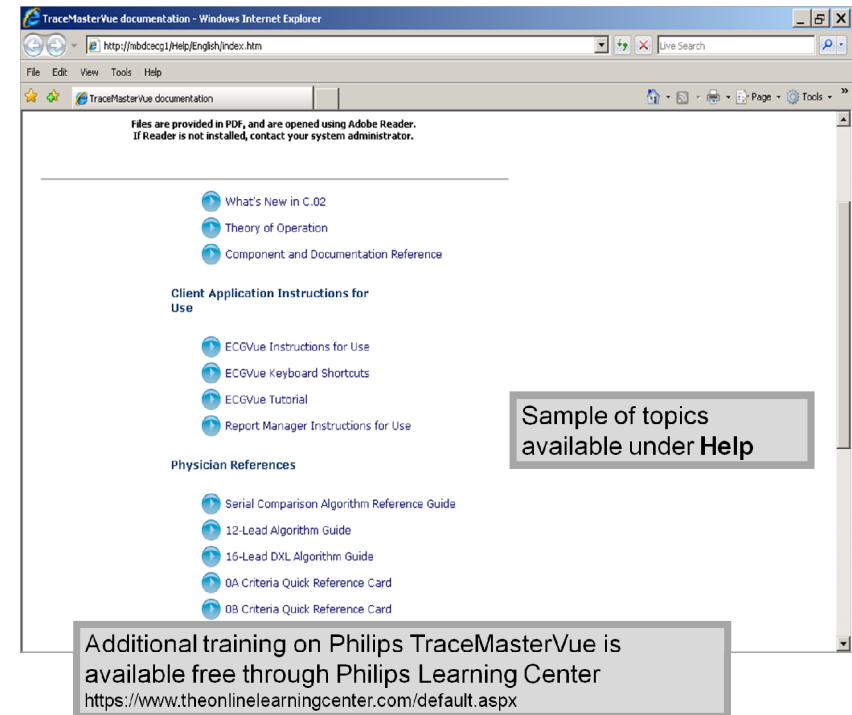 TraceMasterVue documentation - Windows Internet Explorer
http://mbdcecg1/Help/English/index.htm
Live Search
File Edit View Tools Help
TraceMasterVue documentation
Page Tools
Files are provided in PDF, and are opened using Adobe Reader.
If Reader is not installed, contact your system administrator.
What's New in C.02
Theory of Operation
Component and Documentation Reference
Client Application Instructions for
Use
ECGVue Instructions for Use
ECGVue Keyboard Shortcuts
ECGVue Tutorial
Report Manager Instructions for Use
Sample of topics
available under Help
Physician References
Serial Comparison Algorithm Reference Guide
12-Lead Algorithm Guide
16-Lead DXL Algorithm Guide
0A Criteria Quick Reference Card
0B Criteria Quick Reference Card
Additional training on Philips TraceMasterVue is
available free through Philips Learning Center
https://www.theonlinelearningcenter.com/default.aspx